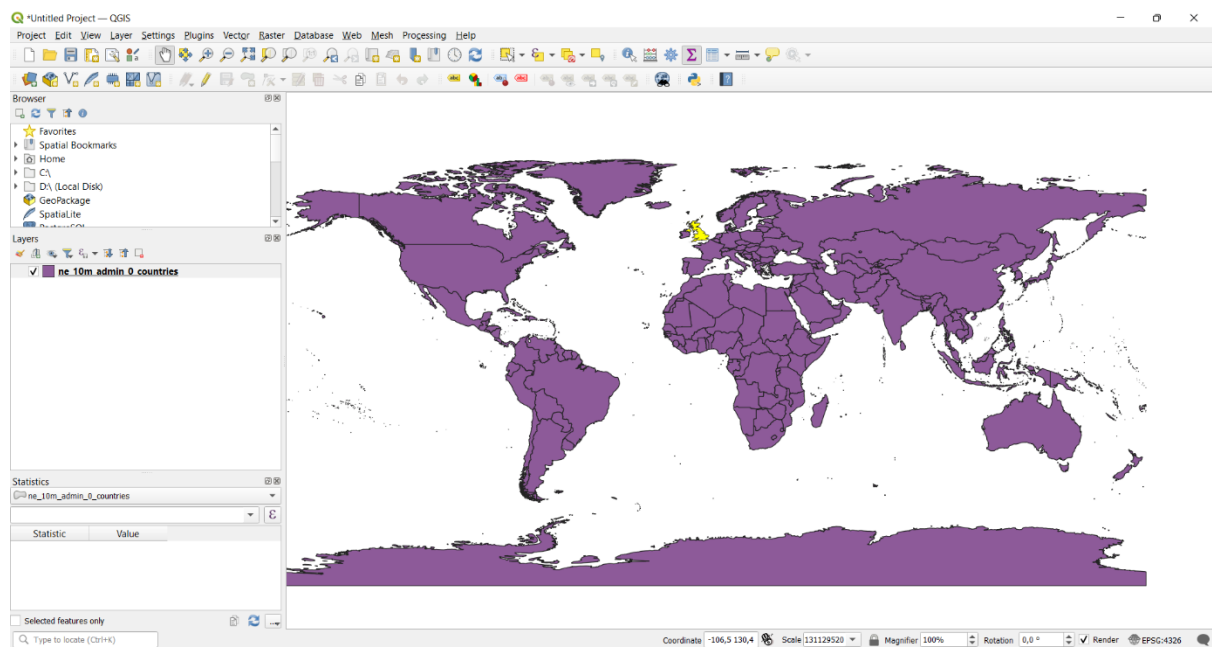 *Untitled Project — QGIS
Project Edit View Layer Settings Plugins Vector Raster Database Web Mesh Processing Help
Browser
Favorites
Spatial Bookmarks
Home
C:\
D:\ (Local Disk)
GeoPackage
SpatiaLite
PostgreSQL
Layers
ne_10m_admin_0_countries
Statistics
ne_10m_admin_0_countries
Statistic Value
Selected features only
Type to locate (Ctrl+K) Coordinate -106,5 130,4 Scale 131129520 Magnifier 100% Rotation 0,0 ° Render EPSG:4326